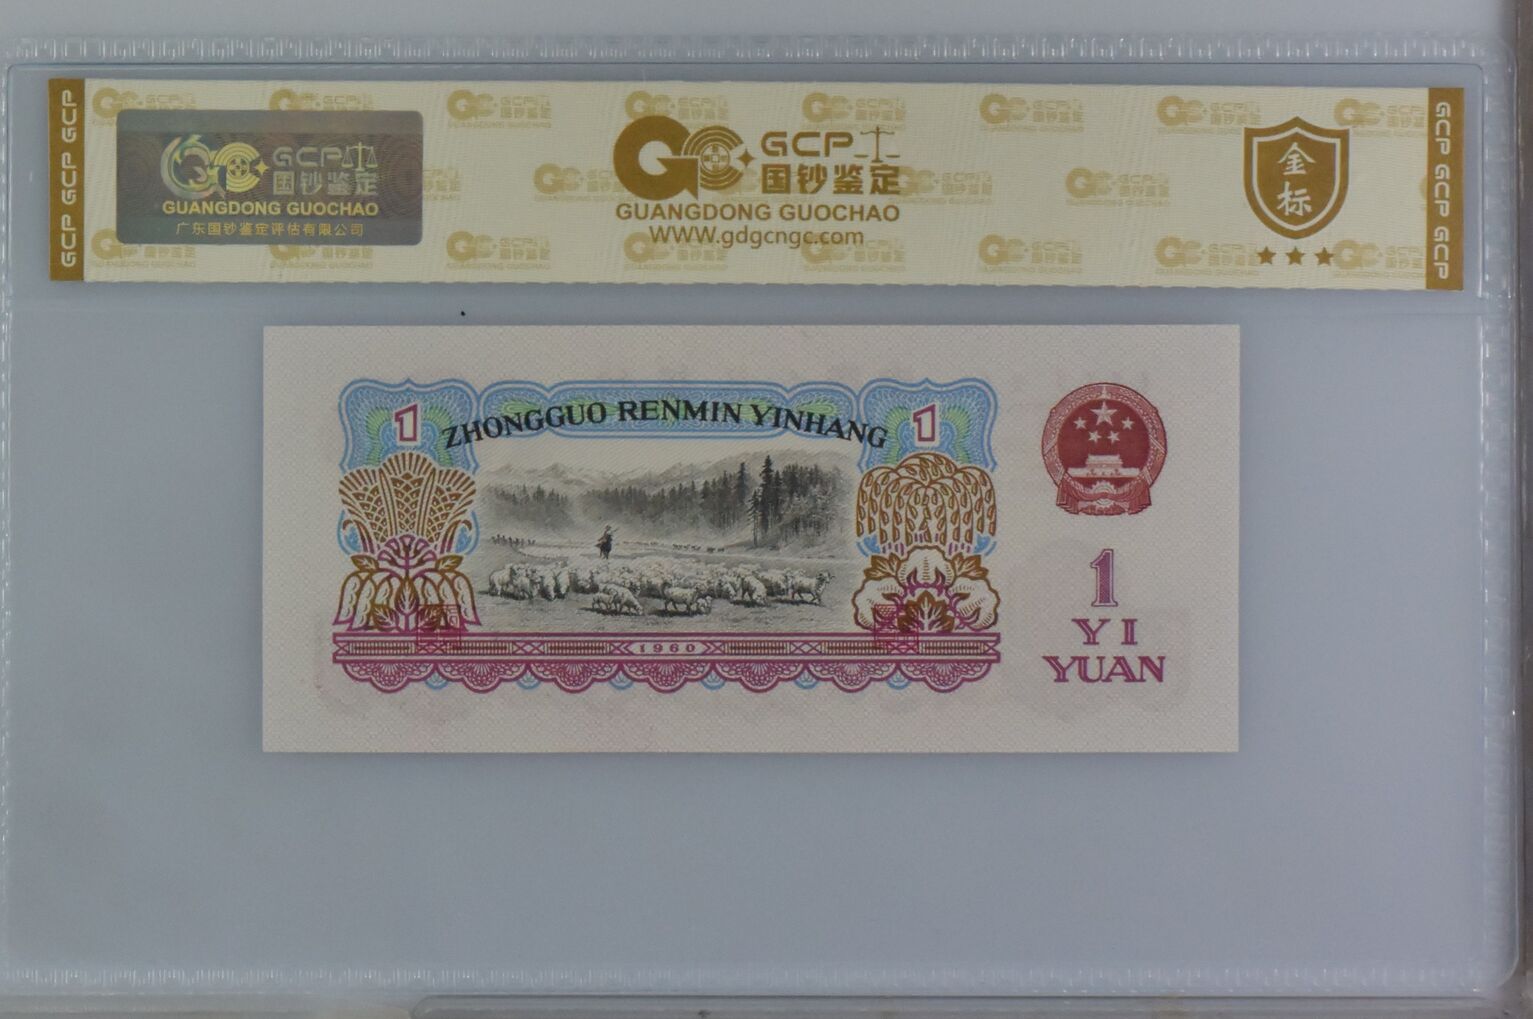 GCP GCP GCP
GCP
国钞鉴定
GUANGDONG GUOCHAO
广东国钞鉴定评估有限公司
GCP
国钞鉴定
GUANGDONG GUOCHAO
WWW.gdgcngc.com
金
标
GCP GCP GCP
1
ZHONGGUO RENMIN YINHANG
1
1960
1
YI
YUAN